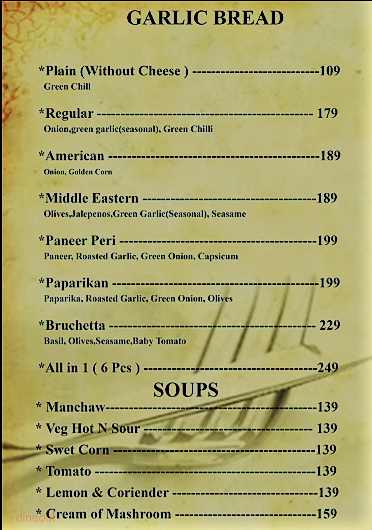 GARLIC BREAD
*Plain (Without Cheese ) ----------------------------109
Green Chill
*Regular ------------------------------------------------ 179
Onion,green garlic(seasonal), Green Chilli
*American -----------------------------------------------189
Onion, Golden Corn
*Middle Eastern ---------------------------------------189
Olives,Jalepenos,Green Garlic(Seasonal), Seasame
*Paneer Peri --------------------------------------------199
Paneer, Roasted Garlic, Green Onion, Capsicum
*Paparikan ----------------------------------------------199
Paparika, Roasted Garlic, Green Onion, Olives
*Bruchetta ---------------------------------------------- 229
Basil, Olives,Seasame,Baby Tomato
*All in 1 ( 6 Pcs ) --------------------------------------249
SOUPS
* Manchaw-----------------------------------------------139
* Veg Hot N Sour -------------------------------------- 139
* Swet Corn ---------------------------------------------139
* Tomato -------------------------------------------------139
* Lemon & Coriender --------------------------------139
* Cream of Mashroom --------------------------------159
dineout